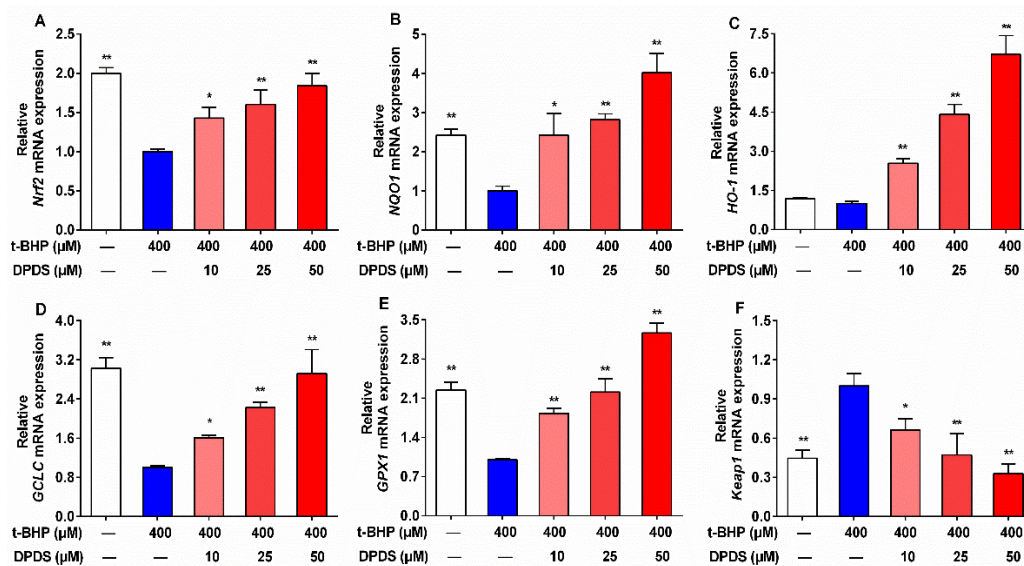 A
Relative
Nrf2 mRNA expression
2.5
2.0
1.5
1.0
0.5
0.0
**
*
**
**
t-BHP (µM) — 400 400 400 400
DPDS (µM) — — 10 25 50
B
Relative
NQO1 mRNA expression
5
4
3
2
1
0
**
*
**
**
t-BHP (µM) — 400 400 400 400
DPDS (µM) — — 10 25 50
C
Relative
HO-1 mRNA expression
7.5
6.0
4.5
3.0
1.5
0.0
**
**
**
t-BHP (µM) — 400 400 400 400
DPDS (µM) — — 10 25 50
D
Relative
GCLC mRNA expression
4.0
3.2
2.4
1.6
0.8
0.0
**
*
**
**
t-BHP (µM) — 400 400 400 400
DPDS (µM) — — 10 25 50
E
Relative
GPX1 mRNA expression
3.5
2.8
2.1
1.4
0.7
0.0
**
**
**
**
t-BHP (µM) — 400 400 400 400
DPDS (µM) — — 10 25 50
F
Relative
Keap1 mRNA expression
1.5
1.2
0.9
0.6
0.3
0.0
**
*
**
**
t-BHP (µM) — 400 400 400 400
DPDS (µM) — — 10 25 50